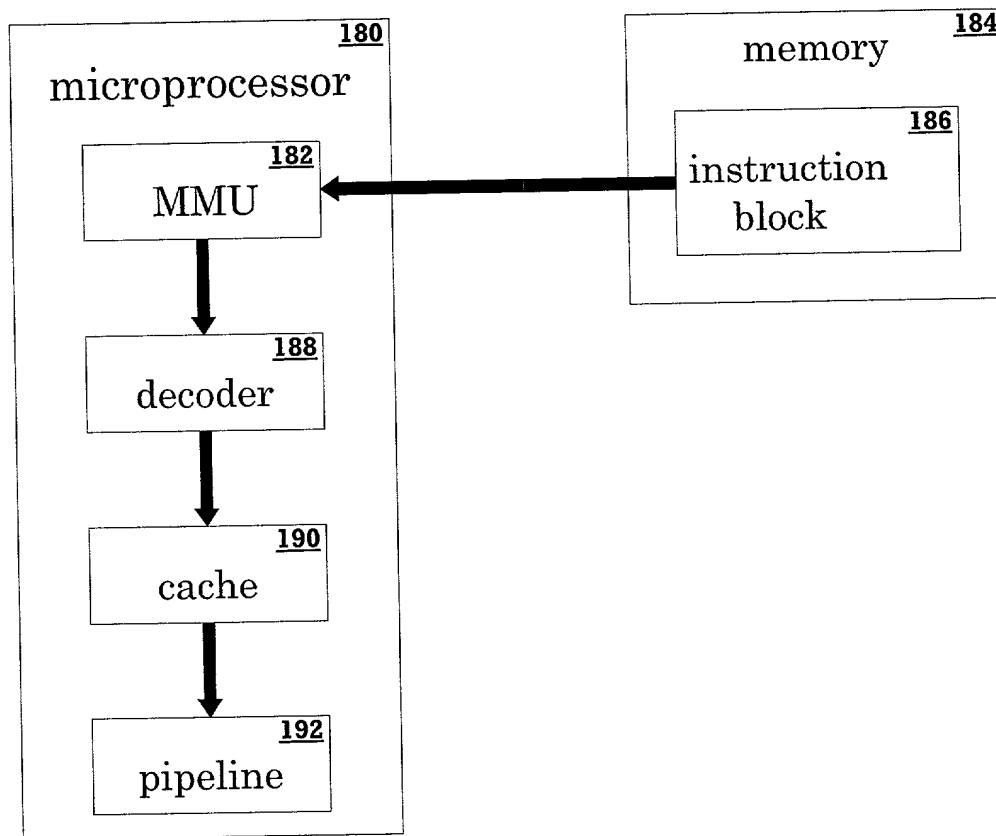 180
microprocessor
182
MMU
188
decoder
190
cache
192
pipeline
184
memory
186
instruction
block